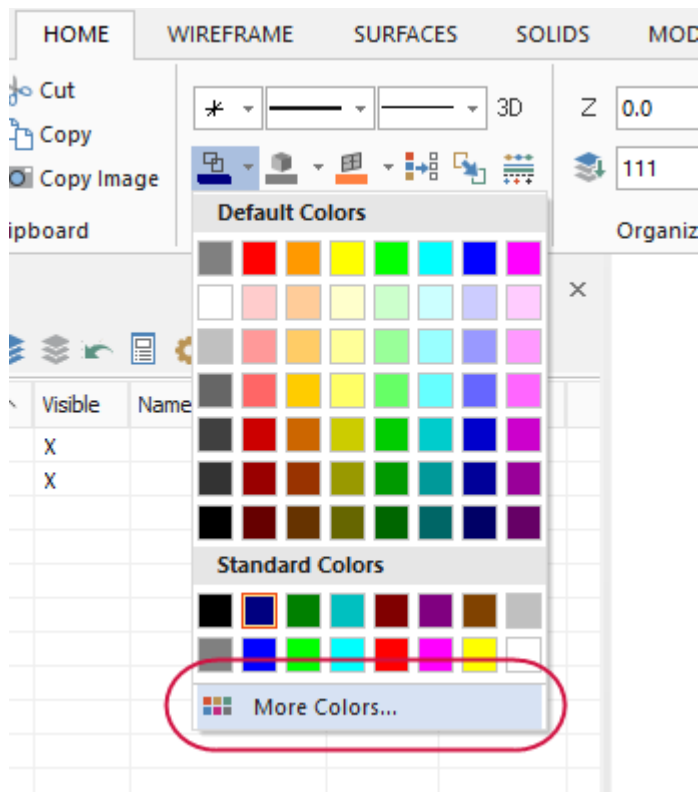 HOME WIREFRAME SURFACES SOLIDS MOD
Cut
3D Z 0.0
Copy
Copy Image
111
ipboard
Organiz
Default Colors
Visible Name
X
X
Standard Colors
More Colors...